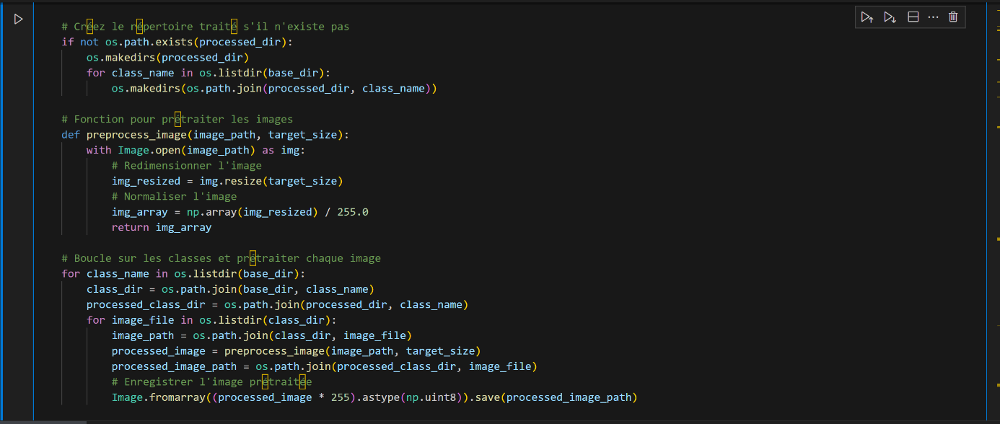 # Créez le répertoire traité s'il n'existe pas
if not os.path.exists(processed_dir):
    os.makedirs(processed_dir)
    for class_name in os.listdir(base_dir):
        os.makedirs(os.path.join(processed_dir, class_name))

# Fonction pour prétraiter les images
def preprocess_image(image_path, target_size):
    with Image.open(image_path) as img:
        # Redimensionner l'image
        img_resized = img.resize(target_size)
        # Normaliser l'image
        img_array = np.array(img_resized) / 255.0
        return img_array

# Boucle sur les classes et prétraiter chaque image
for class_name in os.listdir(base_dir):
    class_dir = os.path.join(base_dir, class_name)
    processed_class_dir = os.path.join(processed_dir, class_name)
    for image_file in os.listdir(class_dir):
        image_path = os.path.join(class_dir, image_file)
        processed_image = preprocess_image(image_path, target_size)
        processed_image_path = os.path.join(processed_class_dir, image_file)
        # Enregistrer l'image prétraitée
        Image.fromarray((processed_image * 255).astype(np.uint8)).save(processed_image_path)